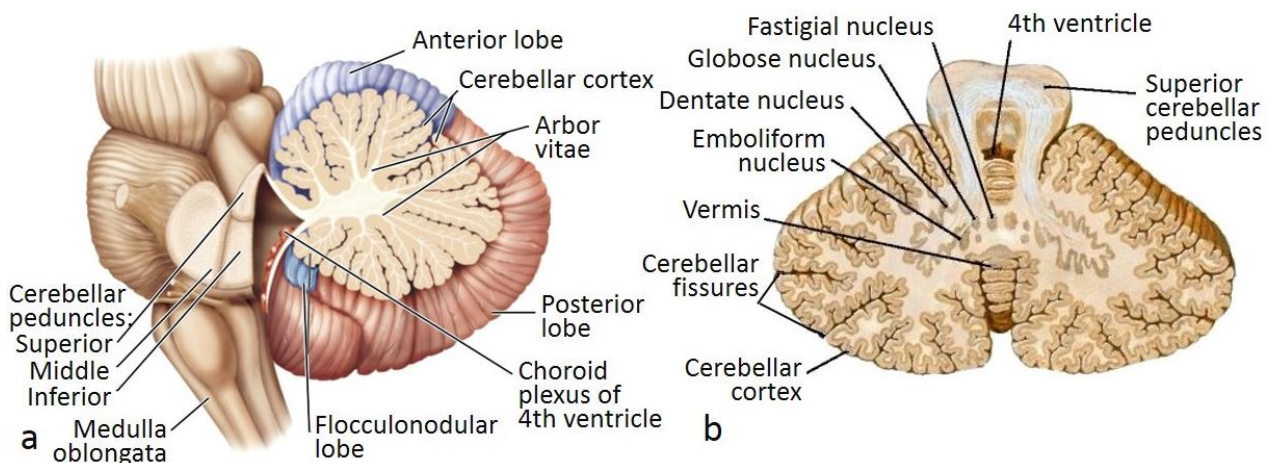 Anterior lobe
Cerebellar cortex
Arbor
vitae
Cerebellar
peduncles:
Superior
Middle
Inferior
Medulla
oblongata
Posterior
lobe
Choroid
plexus of
4th ventricle
Flocculonodular
lobe
a
Fastigial nucleus
4th ventricle
Globose nucleus
Superior
cerebellar
peduncles
Dentate nucleus
Emboliform
nucleus
Vermis
Cerebellar
fissures
Cerebellar
cortex
b